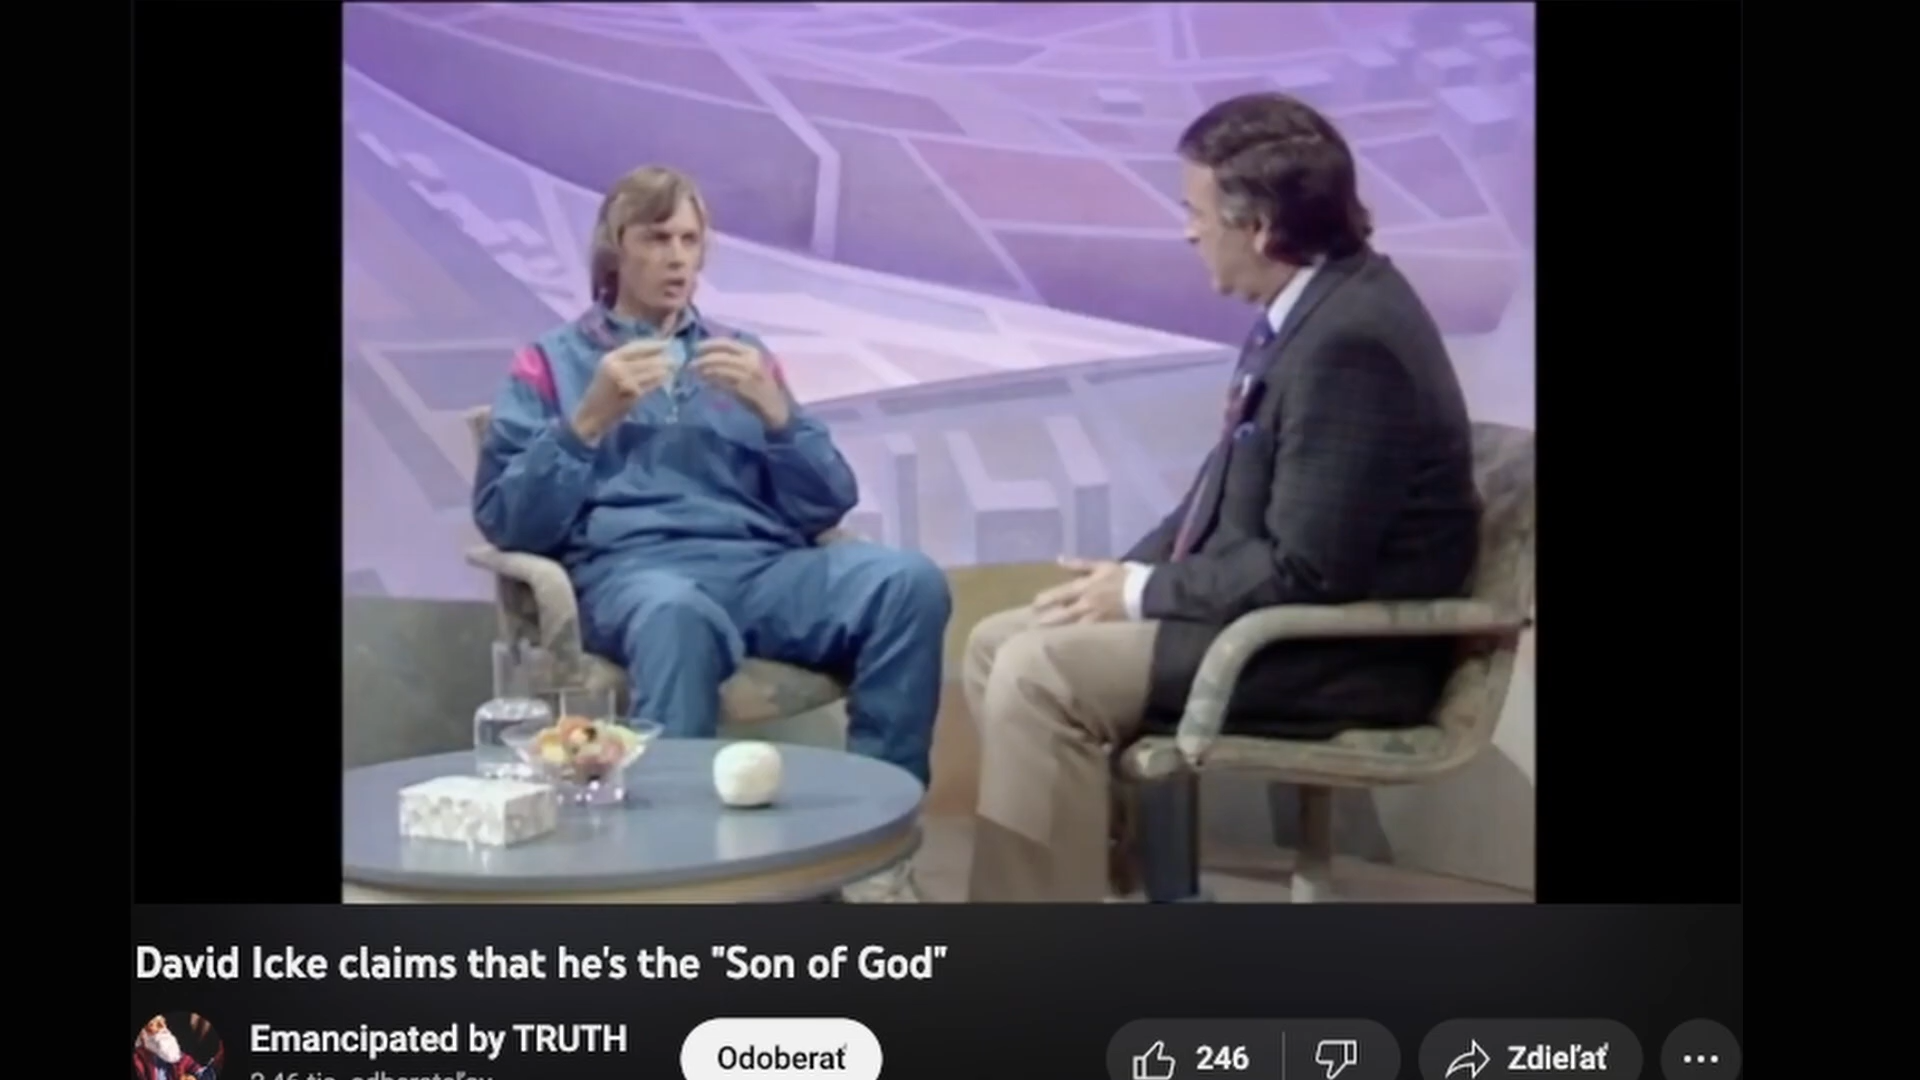 David Icke claims that he's the "Son of God"
Emancipated by TRUTH
Odoberať
246
Zdieľať